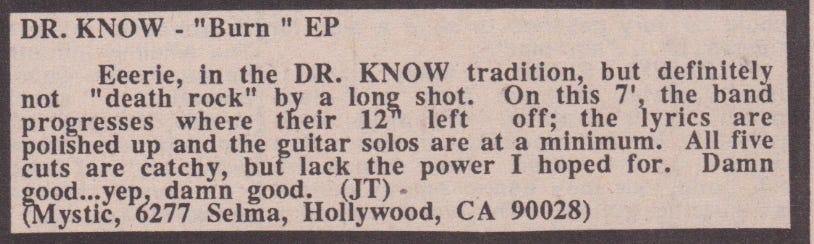 DR. KNOW - "Burn " EP
Eeerie, in the DR. KNOW tradition, but definitely
not "death rock" by a long shot. On this 7', the band
progresses where their 12" left off; the lyrics are
polished up and the guitar solos are at a minimum. All five
cuts are catchy, but lack the power I hoped for. Damn
good...yep, damn good. (JT)
(Mystic, 6277 Selma, Hollywood, CA 90028)